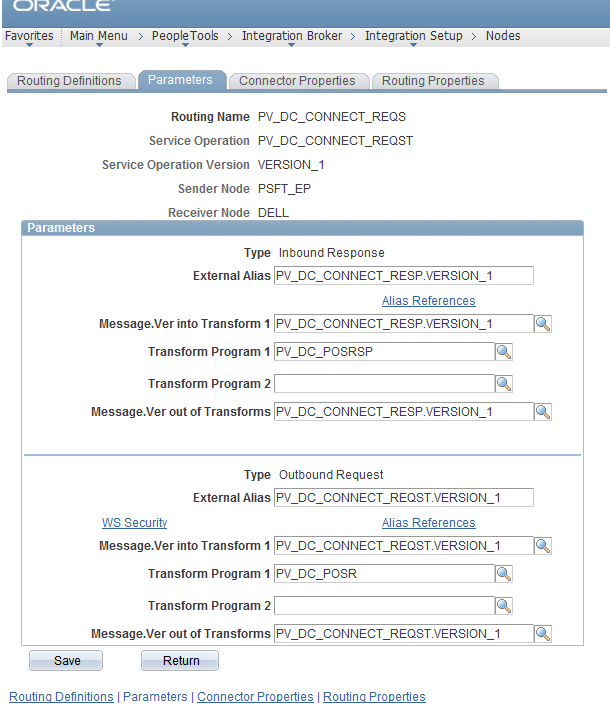 ORACLE
Favorites Main Menu > PeopleTools > Integration Broker > Integration Setup > Nodes
Routing Definitions Parameters Connector Properties Routing Properties
Routing Name PV_DC_CONNECT_REQS
Service Operation PV_DC_CONNECT_REQST
Service Operation Version VERSION_1
Sender Node PSFT_EP
Receiver Node DELL
Parameters
Type Inbound Response
External Alias PV_DC_CONNECT_RESP.VERSION_1
Alias References
Message.Ver into Transform 1 PV_DC_CONNECT_RESP.VERSION_1
Transform Program 1 PV_DC_POSRSP
Transform Program 2
Message.Ver out of Transforms PV_DC_CONNECT_RESP.VERSION_1
Type Outbound Request
External Alias PV_DC_CONNECT_REQST.VERSION_1
WS Security Alias References
Message.Ver into Transform 1 PV_DC_CONNECT_REQST.VERSION_1
Transform Program 1 PV_DC_POSR
Transform Program 2
Message.Ver out of Transforms PV_DC_CONNECT_REQST.VERSION_1
Save Return
Routing Definitions | Parameters | Connector Properties | Routing Properties